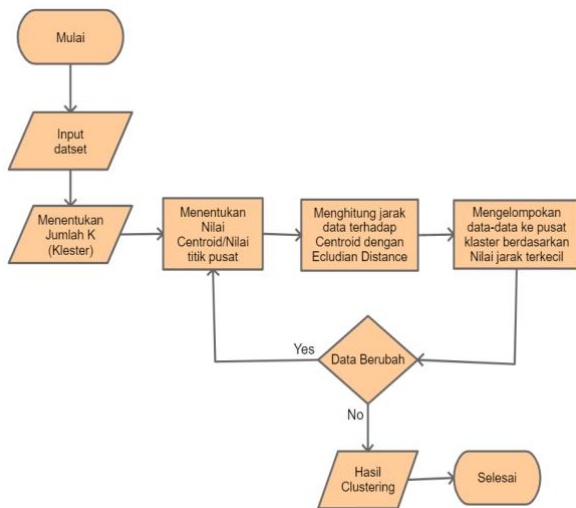 Mulai
Input
datset
Menentukan
Jumlah K
(Klester)
Menentukan
Nilai
Centroid/Nilai
titik pusat
Menghitung jarak
data terhadap
Centroid dengan
Ecludian Distance
Mengelompokan
data-data ke pusat
klaster berdasarkan
Nilai jarak terkecil
Yes
Data Berubah
No
Hasil
Clustering
Selesai